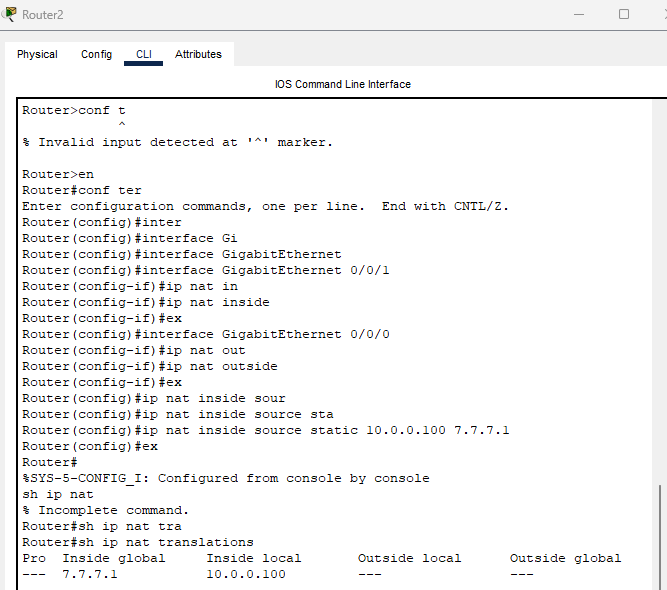 Router2
Physical Config CLI Attributes
IOS Command Line Interface
Router>conf t
^
% Invalid input detected at '^' marker.
Router>en
Router#conf ter
Enter configuration commands, one per line.  End with CNTL/Z.
Router(config)#inter
Router(config)#interface Gi
Router(config)#interface GigabitEthernet
Router(config)#interface GigabitEthernet 0/0/1
Router(config-if)#ip nat in
Router(config-if)#ip nat inside
Router(config-if)#ex
Router(config)#interface GigabitEthernet 0/0/0
Router(config-if)#ip nat out
Router(config-if)#ip nat outside
Router(config-if)#ex
Router(config)#ip nat inside sour
Router(config)#ip nat inside source sta
Router(config)#ip nat inside source static 10.0.0.100 7.7.7.1
Router(config)#ex
Router#
%SYS-5-CONFIG_I: Configured from console by console
sh ip nat
% Incomplete command.
Router#sh ip nat tra
Router#sh ip nat translations
Pro  Inside global     Inside local       Outside local      Outside global
---  7.7.7.1           10.0.0.100         ---                ---